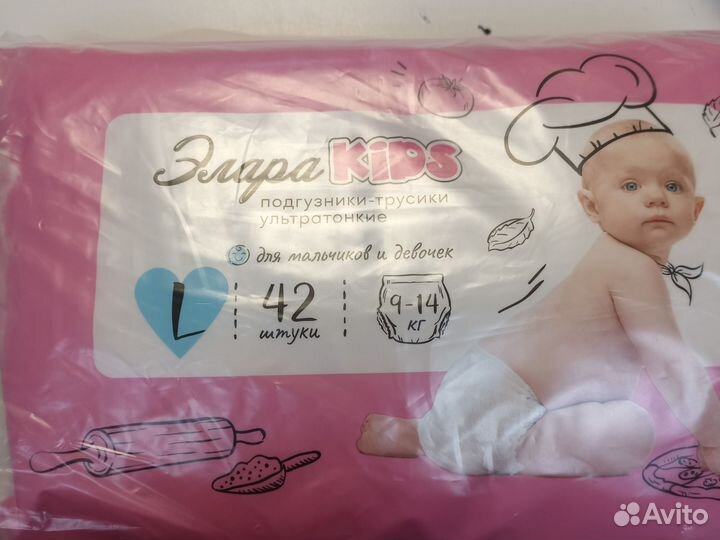 Элара KiDS
подгузники-трусики
ультратонкие
для мальчиков и девочек
L
42
штуки
9-14
кг
Avito